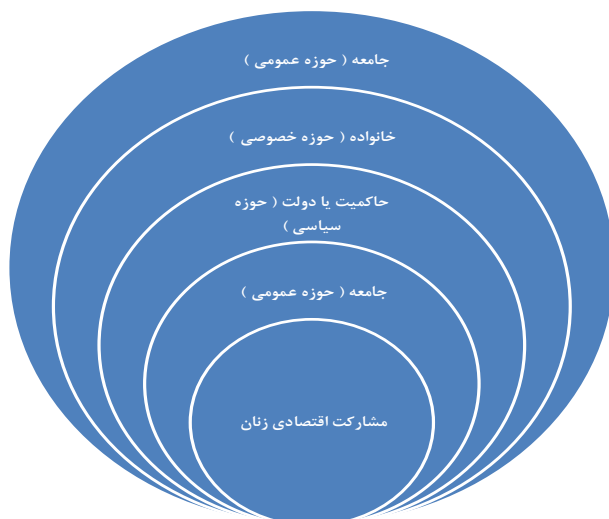 جامعه ( حوزه عمومی )
خانواده ( حوزه خصوصی )
حاکمیت یا دولت ( حوزه
سیاسی )
جامعه ( حوزه عمومی )
مشارکت اقتصادی زنان